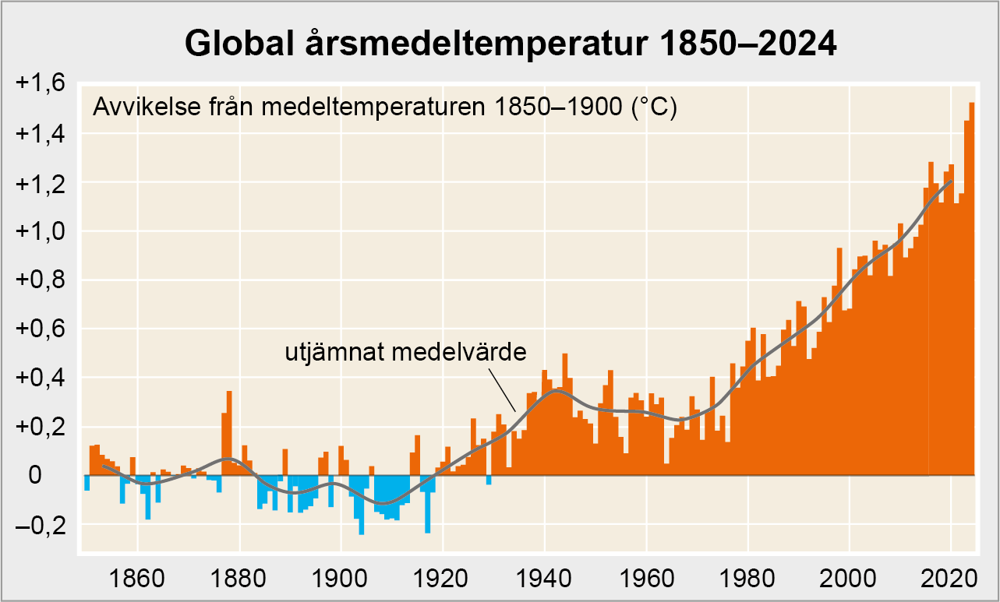 Global årsmedeltemperatur 1850–2024
Avvikelse från medeltemperaturen 1850–1900 (°C)
+1,6
+1,4
+1,2
+1,0
+0,8
+0,6
+0,4
+0,2
0
–0,2
utjämnat medelvärde
1860 1880 1900 1920 1940 1960 1980 2000 2020